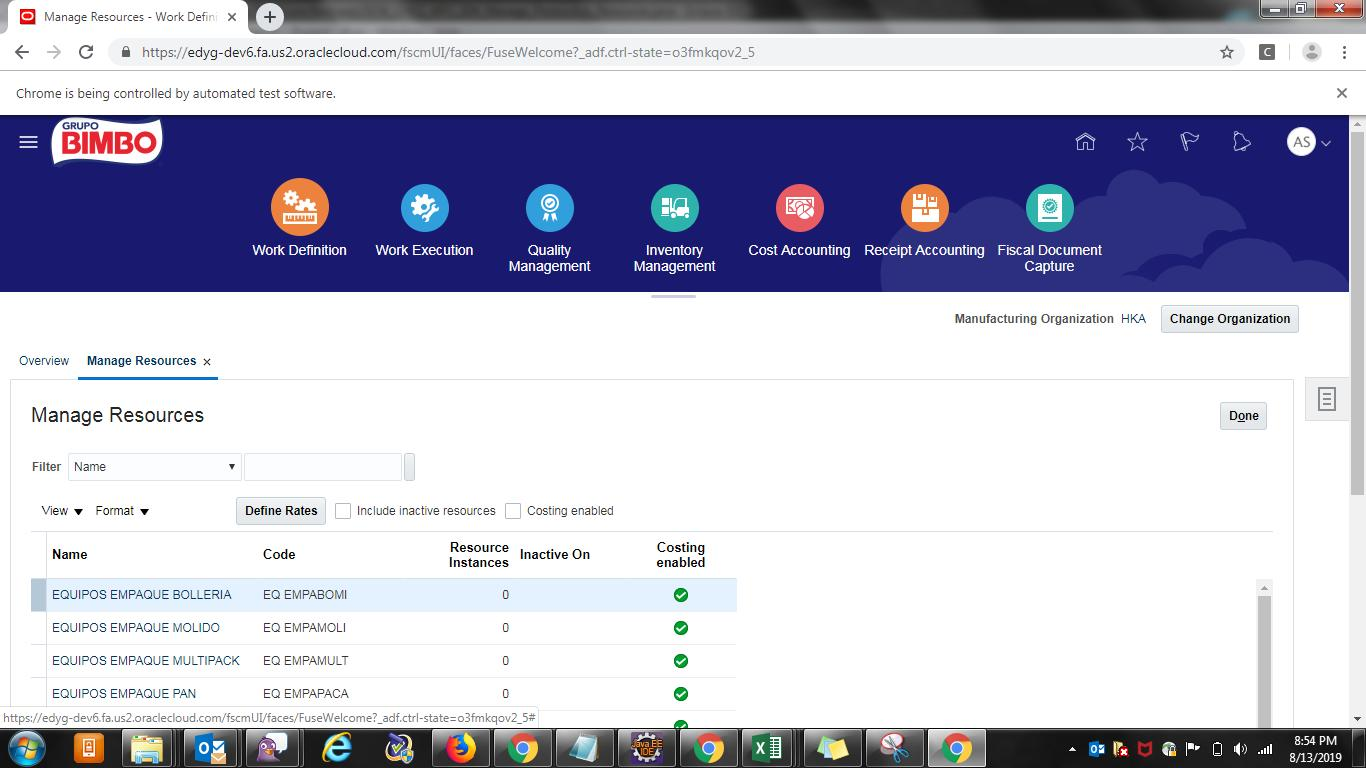 Manage Resources - Work Defini
https://edyg-dev6.fa.us2.oraclecloud.com/fscmUI/faces/FuseWelcome?_adf.ctrl-state=o3fmkqov2_5
C
Chrome is being controlled by automated test software.
GRUPO
BIMBO
AS
Work Definition
Work Execution
Quality Management
Inventory Management
Cost Accounting
Receipt Accounting
Fiscal Document Capture
Manufacturing Organization HKA Change Organization
Overview Manage Resources
Manage Resources
Done
Filter Name
View Format Define Rates Include inactive resources Costing enabled
Name Code Resource Instances Inactive On Costing enabled
EQUIPOS EMPAQUE BOLLERIA EQ EMPABOMI 0
EQUIPOS EMPAQUE MOLIDO EQ EMPAMOLI 0
EQUIPOS EMPAQUE MULTIPACK EQ EMPAMULT 0
EQUIPOS EMPAQUE PAN EQ EMPAPACA 0
https://edyg-dev6.fa.us2.oraclecloud.com/fscmUI/faces/FuseWelcome?_adf.ctrl-state=o3fmkqov2_5#
Java EE
IDE
8:54 PM
8/13/2019